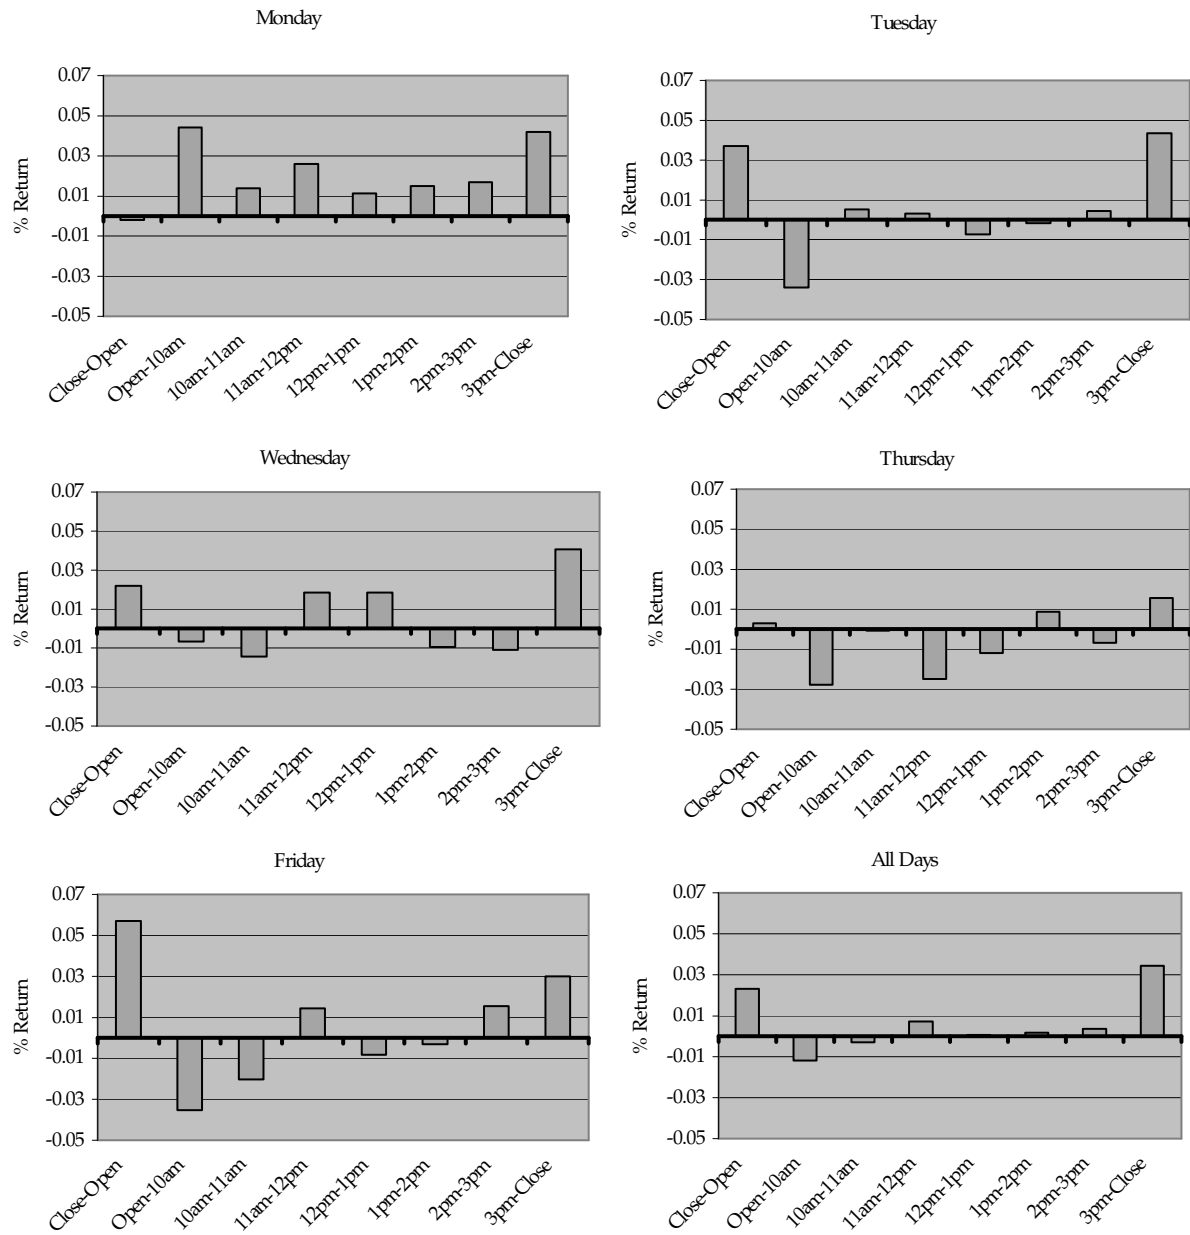 Monday
% Return
0.07
0.05
0.03
0.01
-0.01
-0.03
-0.05
Close-Open
Open-10am
10am-11am
11am-12pm
12pm-1pm
1pm-2pm
2pm-3pm
3pm-Close
Tuesday
% Return
0.07
0.05
0.03
0.01
-0.01
-0.03
-0.05
Close-Open
Open-10am
10am-11am
11am-12pm
12pm-1pm
1pm-2pm
2pm-3pm
3pm-Close
Wednesday
% Return
0.07
0.05
0.03
0.01
-0.01
-0.03
-0.05
Close-Open
Open-10am
10am-11am
11am-12pm
12pm-1pm
1pm-2pm
2pm-3pm
3pm-Close
Thursday
% Return
0.07
0.05
0.03
0.01
-0.01
-0.03
-0.05
Close-Open
Open-10am
10am-11am
11am-12pm
12pm-1pm
1pm-2pm
2pm-3pm
3pm-Close
Friday
% Return
0.07
0.05
0.03
0.01
-0.01
-0.03
-0.05
Close-Open
Open-10am
10am-11am
11am-12pm
12pm-1pm
1pm-2pm
2pm-3pm
3pm-Close
All Days
% Return
0.07
0.05
0.03
0.01
-0.01
-0.03
-0.05
Close-Open
Open-10am
10am-11am
11am-12pm
12pm-1pm
1pm-2pm
2pm-3pm
3pm-Close